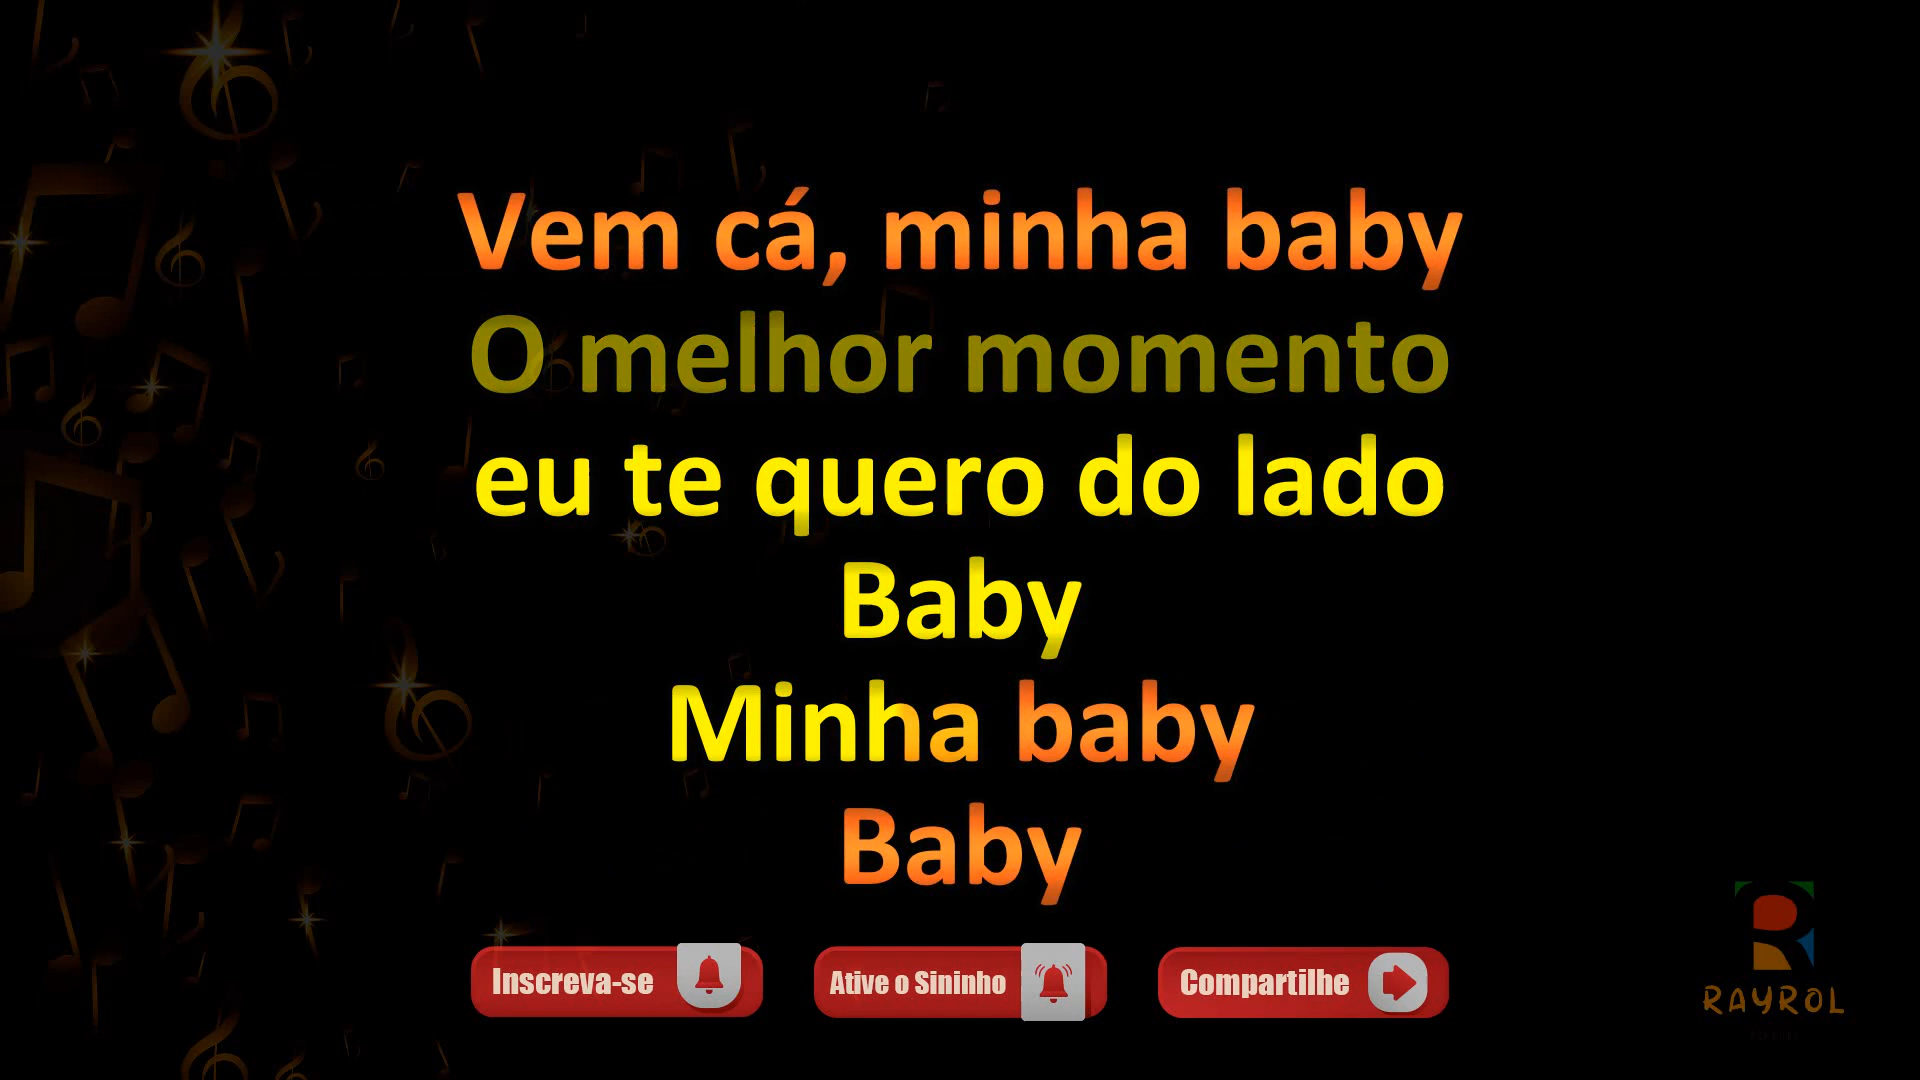 Vem cá, minha baby
O melhor momento
eu te quero do lado
Baby
Minha baby
Baby
Inscreva-se
Ative o Sininho
Compartilhe
RAYROL